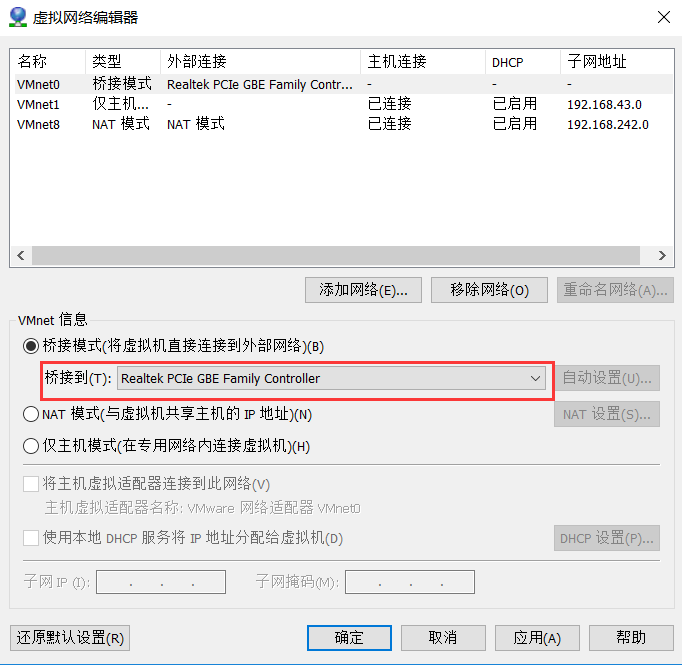 虚拟网络编辑器
名称 类型 外部连接 主机连接 DHCP 子网地址
VMnet0 桥接模式 Realtek PCIe GBE Family Contr... - - -
VMnet1 仅主机... - 已连接 已启用 192.168.43.0
VMnet8 NAT 模式 NAT 模式 已连接 已启用 192.168.242.0
添加网络(E)... 移除网络(O) 重命名网络(A)...
VMnet 信息
桥接模式(将虚拟机直接连接到外部网络)(B)
桥接到(T): Realtek PCIe GBE Family Controller 自动设置(U)...
NAT 模式(与虚拟机共享主机的 IP 地址)(N) NAT 设置(S)...
仅主机模式(在专用网络内连接虚拟机)(H)
将主机虚拟适配器连接到此网络(V)
主机虚拟适配器名称: VMware 网络适配器 VMnet0
使用本地 DHCP 服务将 IP 地址分配给虚拟机(D) DHCP 设置(P)...
子网 IP (I): . . . 子网掩码(M): . . .
还原默认设置(R) 确定 取消 应用(A) 帮助